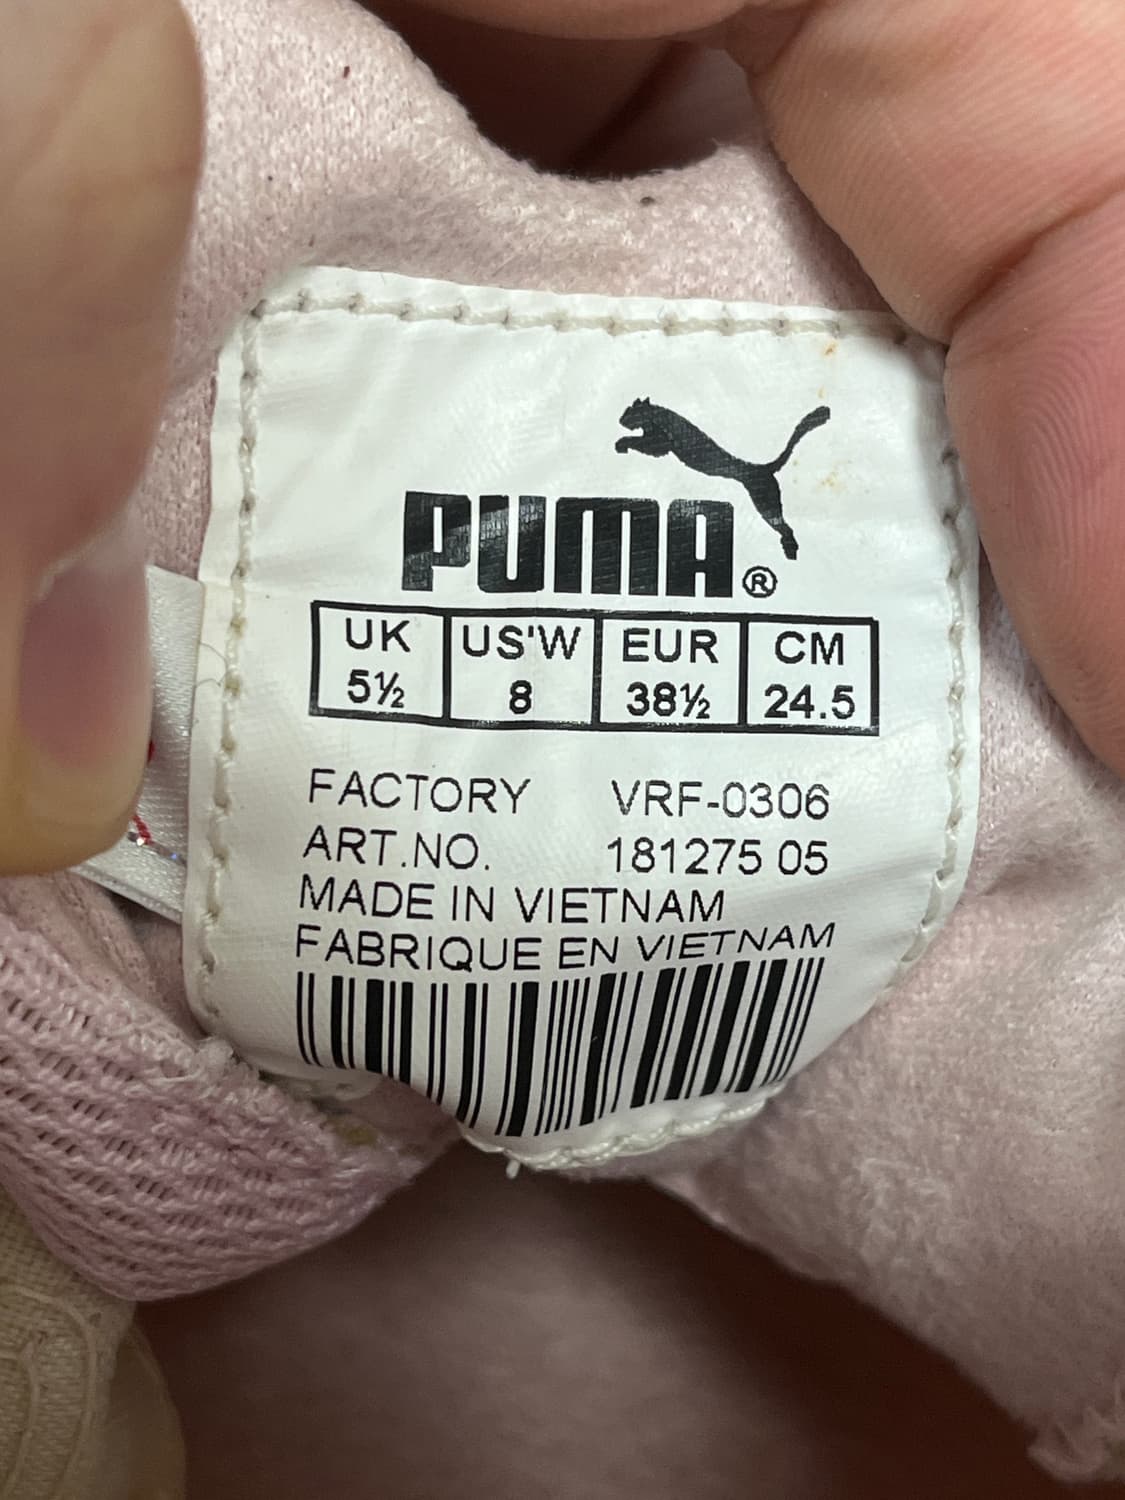 PUMA®
UK US'W EUR CM
5½ 8 38½ 24.5
FACTORY VRF-0306
ART.NO. 181275 05
MADE IN VIETNAM
FABRIQUE EN VIETNAM